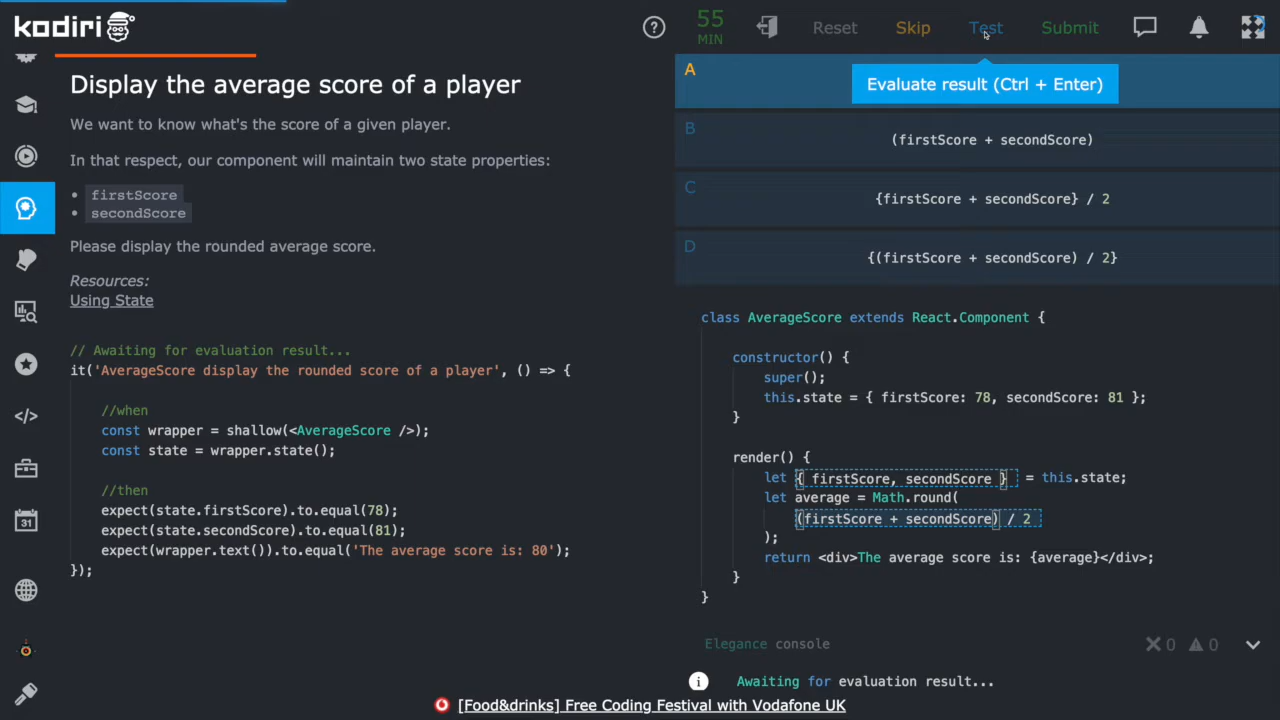 kodiri
55
MIN
Reset
Skip
Test
Submit
Display the average score of a player
We want to know what's the score of a given player.
In that respect, our component will maintain two state properties:
• firstScore
• secondScore
Please display the rounded average score.
Resources:
Using State
// Awaiting for evaluation result...
it('AverageScore display the rounded score of a player', () => {
//when
const wrapper = shallow(<AverageScore />);
const state = wrapper.state();
//then
expect(state.firstScore).to.equal(78);
expect(state.secondScore).to.equal(81);
expect(wrapper.text()).to.equal('The average score is: 80');
});
31
A
Evaluate result (Ctrl + Enter)
B
(firstScore + secondScore)
C
{firstScore + secondScore} / 2
D
{(firstScore + secondScore) / 2}
class AverageScore extends React.Component {
constructor() {
super();
this.state = { firstScore: 78, secondScore: 81 };
}
render() {
let { firstScore, secondScore } = this.state;
let average = Math.round(
(firstScore + secondScore) / 2
);
return <div>The average score is: {average}</div>;
}
}
Elegance console
0
0
Awaiting for evaluation result...
[Food&drinks] Free Coding Festival with Vodafone UK